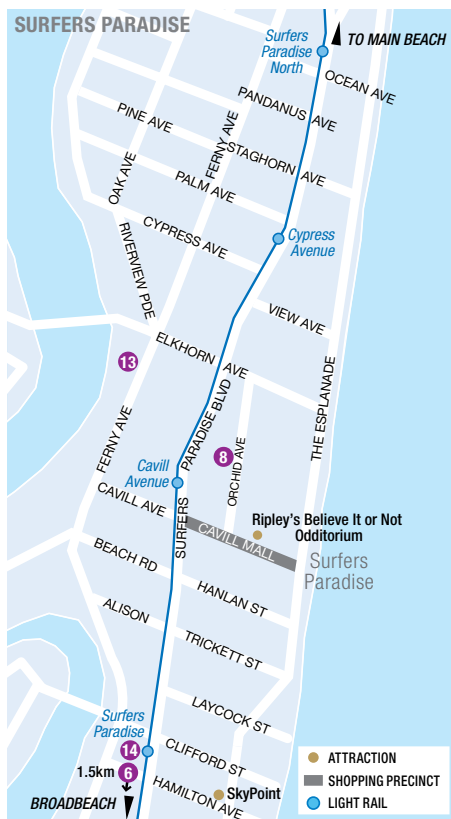 SURFERS PARADISE
Surfers
Paradise
North
TO MAIN BEACH
OCEAN AVE
PANDANUS AVE
PINE AVE
FERNY AVE
STAGHORN AVE
OAK AVE
PALM AVE
CYPRESS AVE
Cypress
Avenue
RIVERVIEW PDE
VIEW AVE
ELKHORN AVE
13
THE ESPLANADE
PARADISE BLVD
FERNY AVE
8
ORCHID AVE
Cavill
Avenue
CAVILL AVE
SURFERS
Ripley's Believe It or Not
Odditorium
CAVILL MALL
Surfers
Paradise
BEACH RD
HANLAN ST
ALISON
TRICKETT ST
LAYCOCK ST
Surfers
Paradise
14
CLIFFORD ST
1.5km
6
HAMILTON AVE
SkyPoint
BROADBEACH
ATTRACTION
SHOPPING PRECINCT
LIGHT RAIL